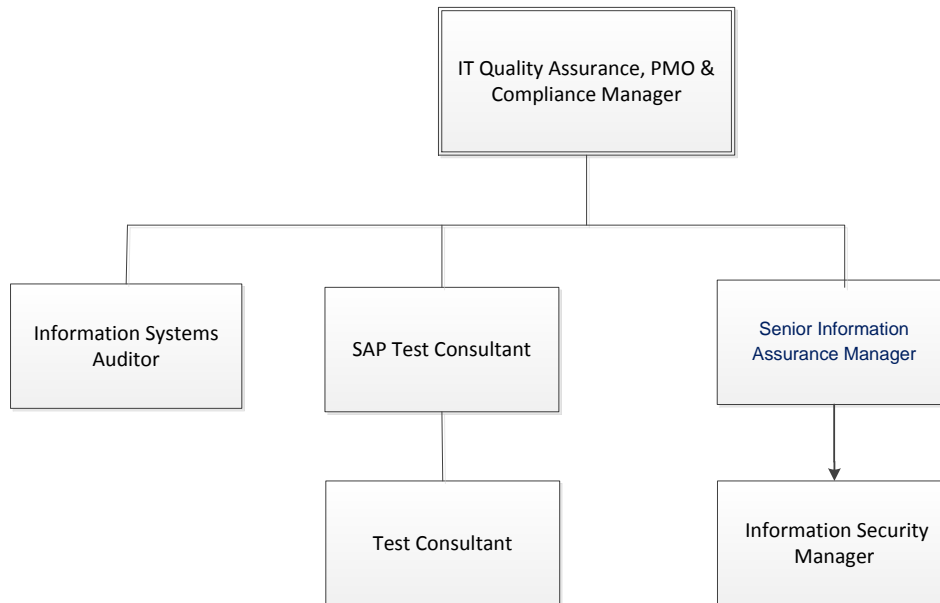 IT Quality Assurance, PMO &
Compliance Manager
Information Systems
Auditor
SAP Test Consultant
Senior Information
Assurance Manager
Test Consultant
Information Security
Manager